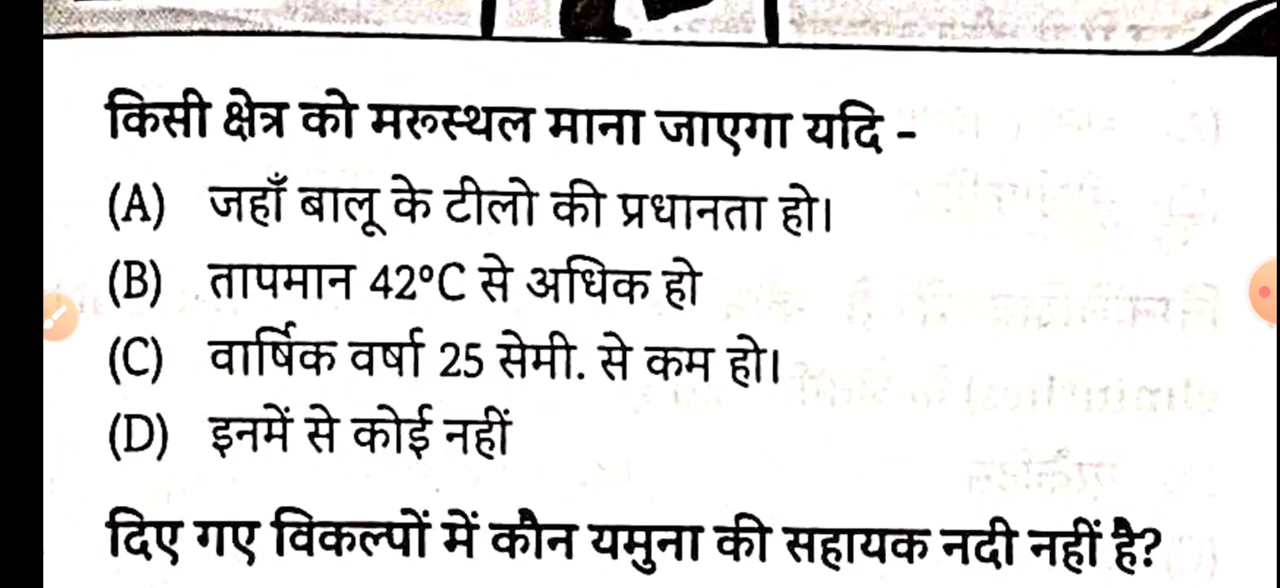 किसी क्षेत्र को मरूस्थल माना जाएगा यदि -
(A) जहाँ बालू के टीलो की प्रधानता हो।
(B) तापमान 42°C से अधिक हो
(C) वार्षिक वर्षा 25 सेमी. से कम हो।
(D) इनमें से कोई नहीं
दिए गए विकल्पों में कौन यमुना की सहायक नदी नहीं है?